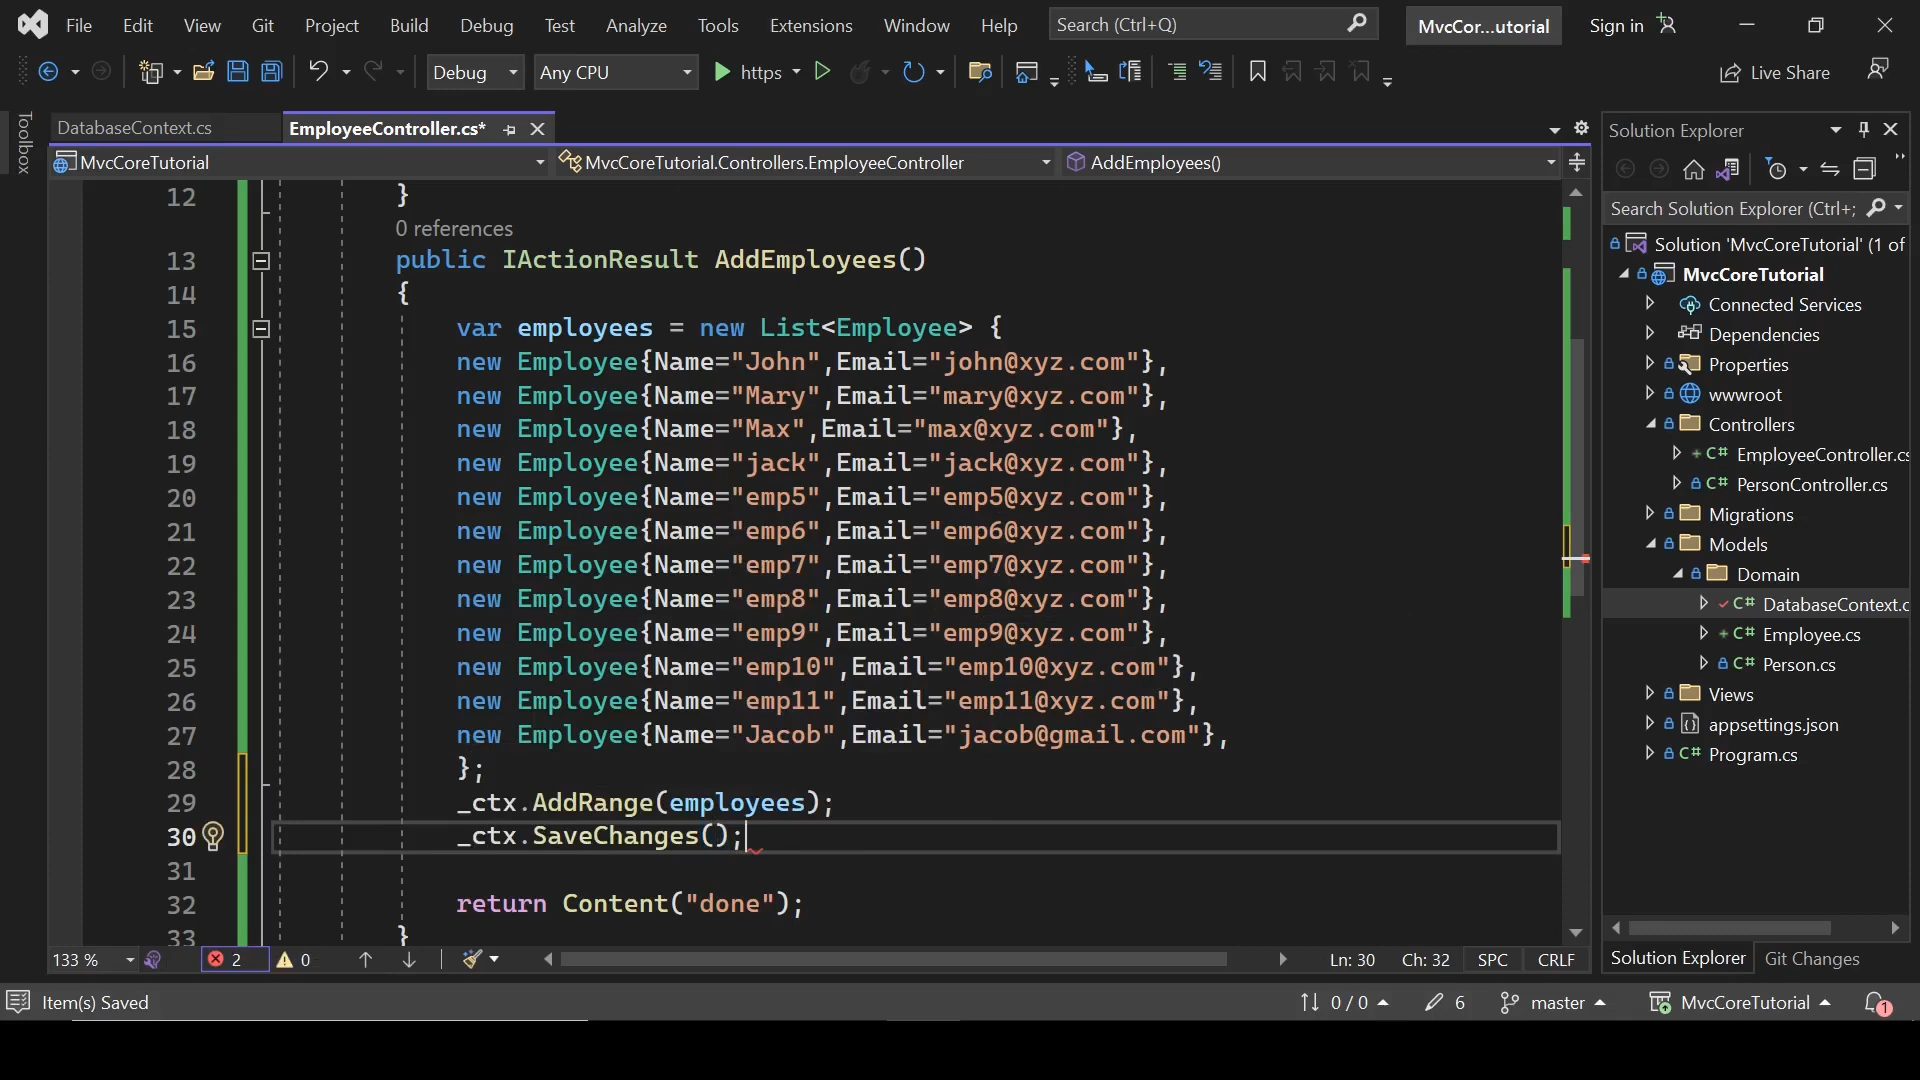 File Edit View Git Project Build Debug Test Analyze Tools Extensions Window Help Search (Ctrl+Q) MvcCor...utorial Sign in
Debug Any CPU https Live Share
Toolbox
DatabaseContext.cs EmployeeController.cs*
MvcCoreTutorial MvcCoreTutorial.Controllers.EmployeeController AddEmployees()
12 }
0 references
13 public IActionResult AddEmployees()
14 {
15 var employees = new List<Employee> {
16 new Employee{Name="John",Email="john@xyz.com"},
17 new Employee{Name="Mary",Email="mary@xyz.com"},
18 new Employee{Name="Max",Email="max@xyz.com"},
19 new Employee{Name="jack",Email="jack@xyz.com"},
20 new Employee{Name="emp5",Email="emp5@xyz.com"},
21 new Employee{Name="emp6",Email="emp6@xyz.com"},
22 new Employee{Name="emp7",Email="emp7@xyz.com"},
23 new Employee{Name="emp8",Email="emp8@xyz.com"},
24 new Employee{Name="emp9",Email="emp9@xyz.com"},
25 new Employee{Name="emp10",Email="emp10@xyz.com"},
26 new Employee{Name="emp11",Email="emp11@xyz.com"},
27 new Employee{Name="Jacob",Email="jacob@gmail.com"},
28 };
29 _ctx.AddRange(employees);
30 _ctx.SaveChanges();
31
32 return Content("done");
33 }
133 % 2 0 Ln: 30 Ch: 32 SPC CRLF
Solution Explorer
Search Solution Explorer (Ctrl+;
Solution 'MvcCoreTutorial' (1 of
MvcCoreTutorial
Connected Services
Dependencies
Properties
wwwroot
Controllers
C# EmployeeController.cs
C# PersonController.cs
Migrations
Models
Domain
C# DatabaseContext.c
C# Employee.cs
C# Person.cs
Views
appsettings.json
C# Program.cs
Solution Explorer Git Changes
Item(s) Saved 0 / 0 6 master MvcCoreTutorial 1